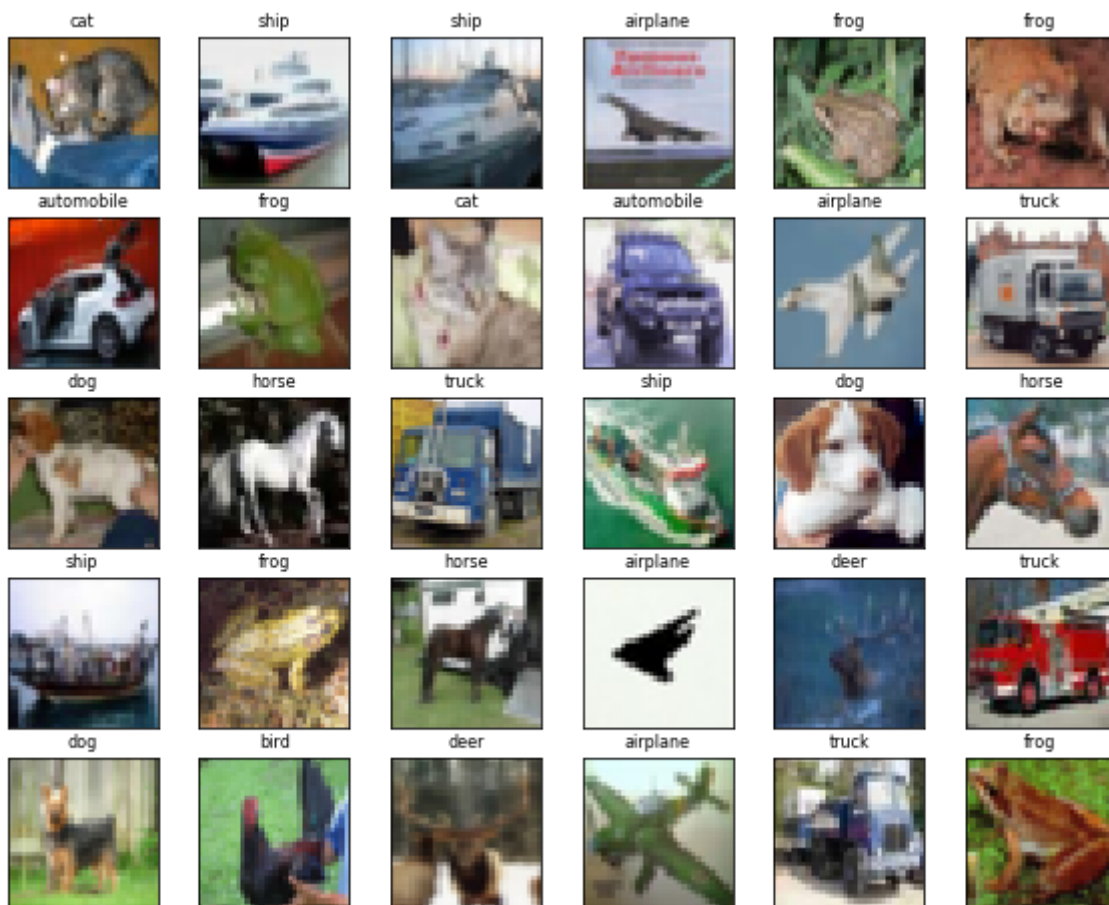 cat ship ship airplane frog frog
automobile frog cat automobile airplane truck
dog horse truck ship dog horse
ship frog horse airplane deer truck
dog bird deer airplane truck frog